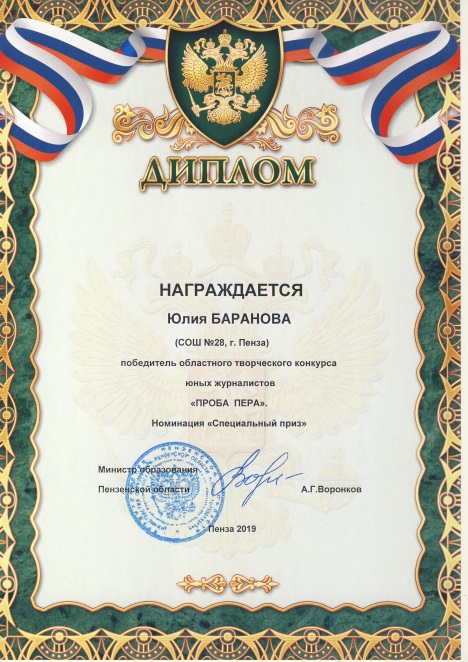 ДИПЛОМ
НАГРАЖДАЕТСЯ
Юлия БАРАНОВА
(СОШ №28, г. Пенза)
победитель областного творческого конкурса
юных журналистов
«ПРОБА ПЕРА».
Номинация «Специальный приз»
Министр образования
Пензенской области А.Г.Воронков
Пенза 2019